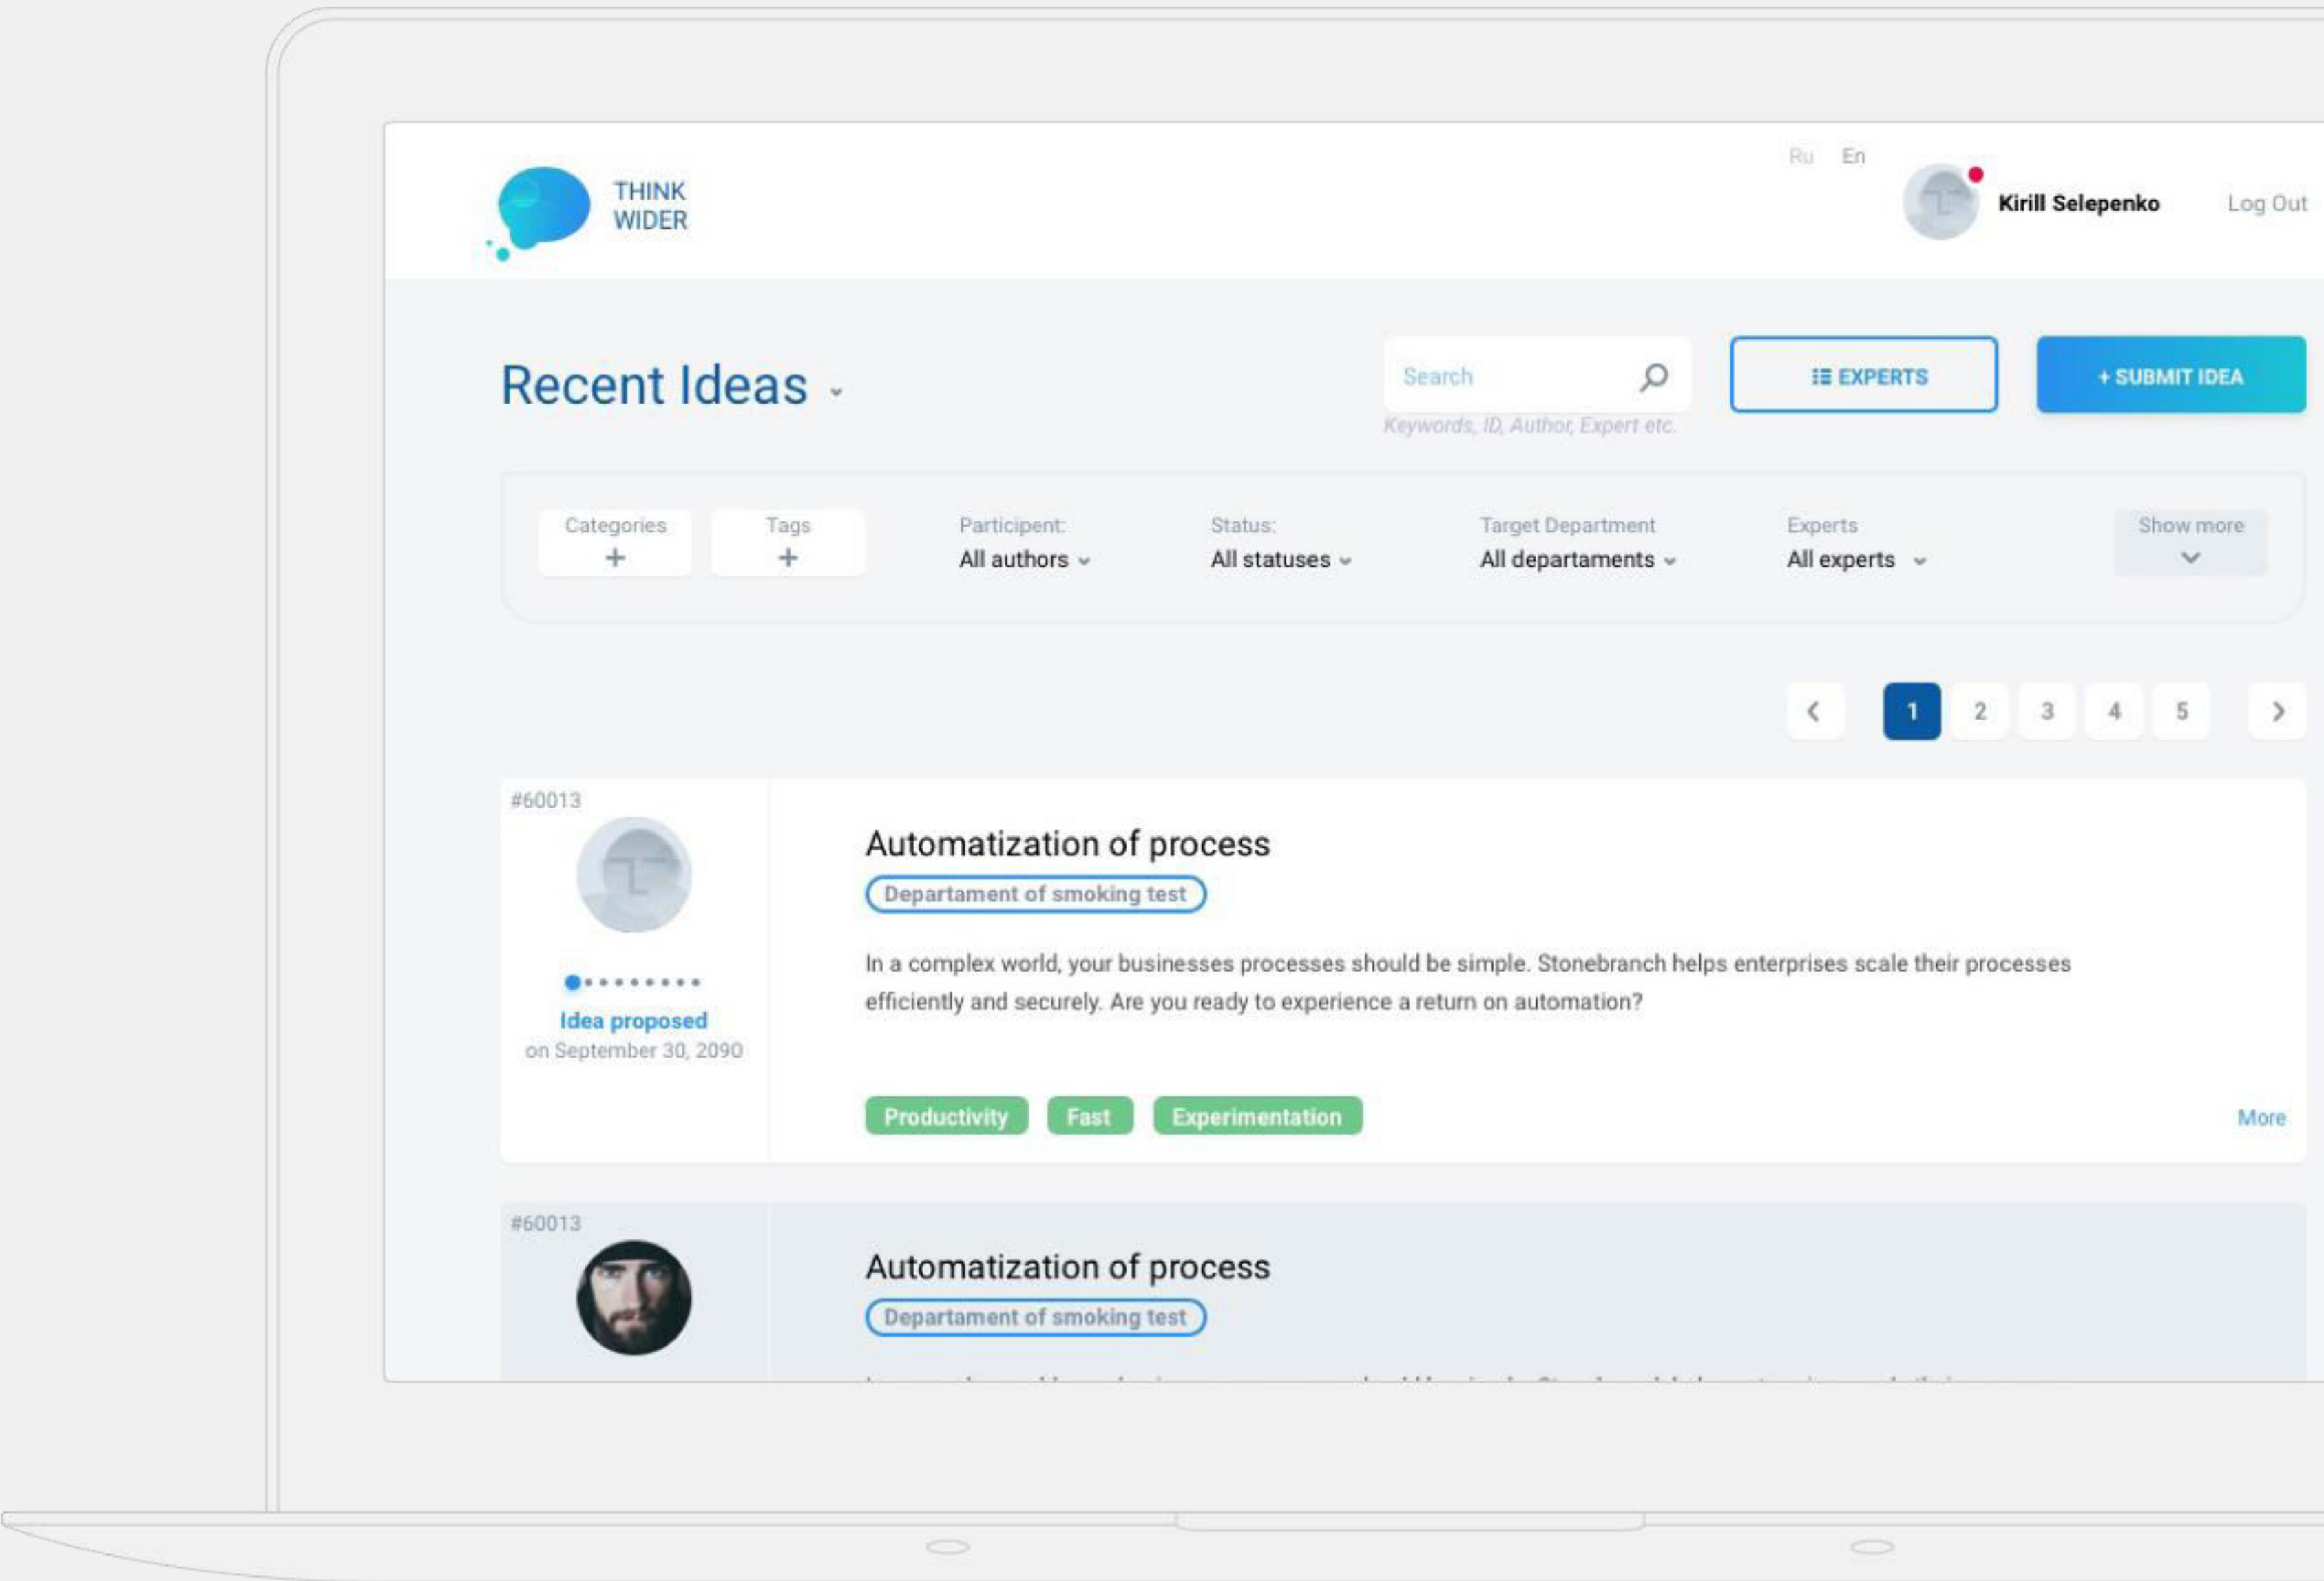 THINK
WIDER
Ru En
Kirill Selepenko
Log Out
Recent Ideas
Search
Keywords, ID, Author, Expert etc.
EXPERTS
+ SUBMIT IDEA
Categories
+
Tags
+
Participent:
All authors
Status:
All statuses
Target Department
All departaments
Experts
All experts
Show more
1 2 3 4 5
#60013
Automatization of process
Departament of smoking test
In a complex world, your businesses processes should be simple. Stonebranch helps enterprises scale their processes
efficiently and securely. Are you ready to experience a return on automation?
Idea proposed
on September 30, 2090
Productivity Fast Experimentation
More
#60013
Automatization of process
Departament of smoking test